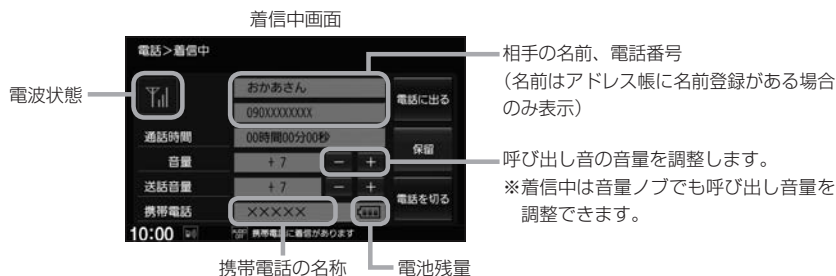 着信中画面
電話>着信中
電波状態
おかあさん
090XXXXXXXX
電話に出る
相手の名前、電話番号
(名前はアドレス帳に名前登録がある場合
のみ表示)
通話時間
00時間00分00秒
保留
音量
+ 7
− +
呼び出し音の音量を調整します。
※着信中は音量ノブでも呼び出し音量を
調整できます。
送話音量
+ 7
− +
電話を切る
携帯電話
×××××
10:00
AUDIO OFF
携帯電話に着信があります
携帯電話の名称
電池残量